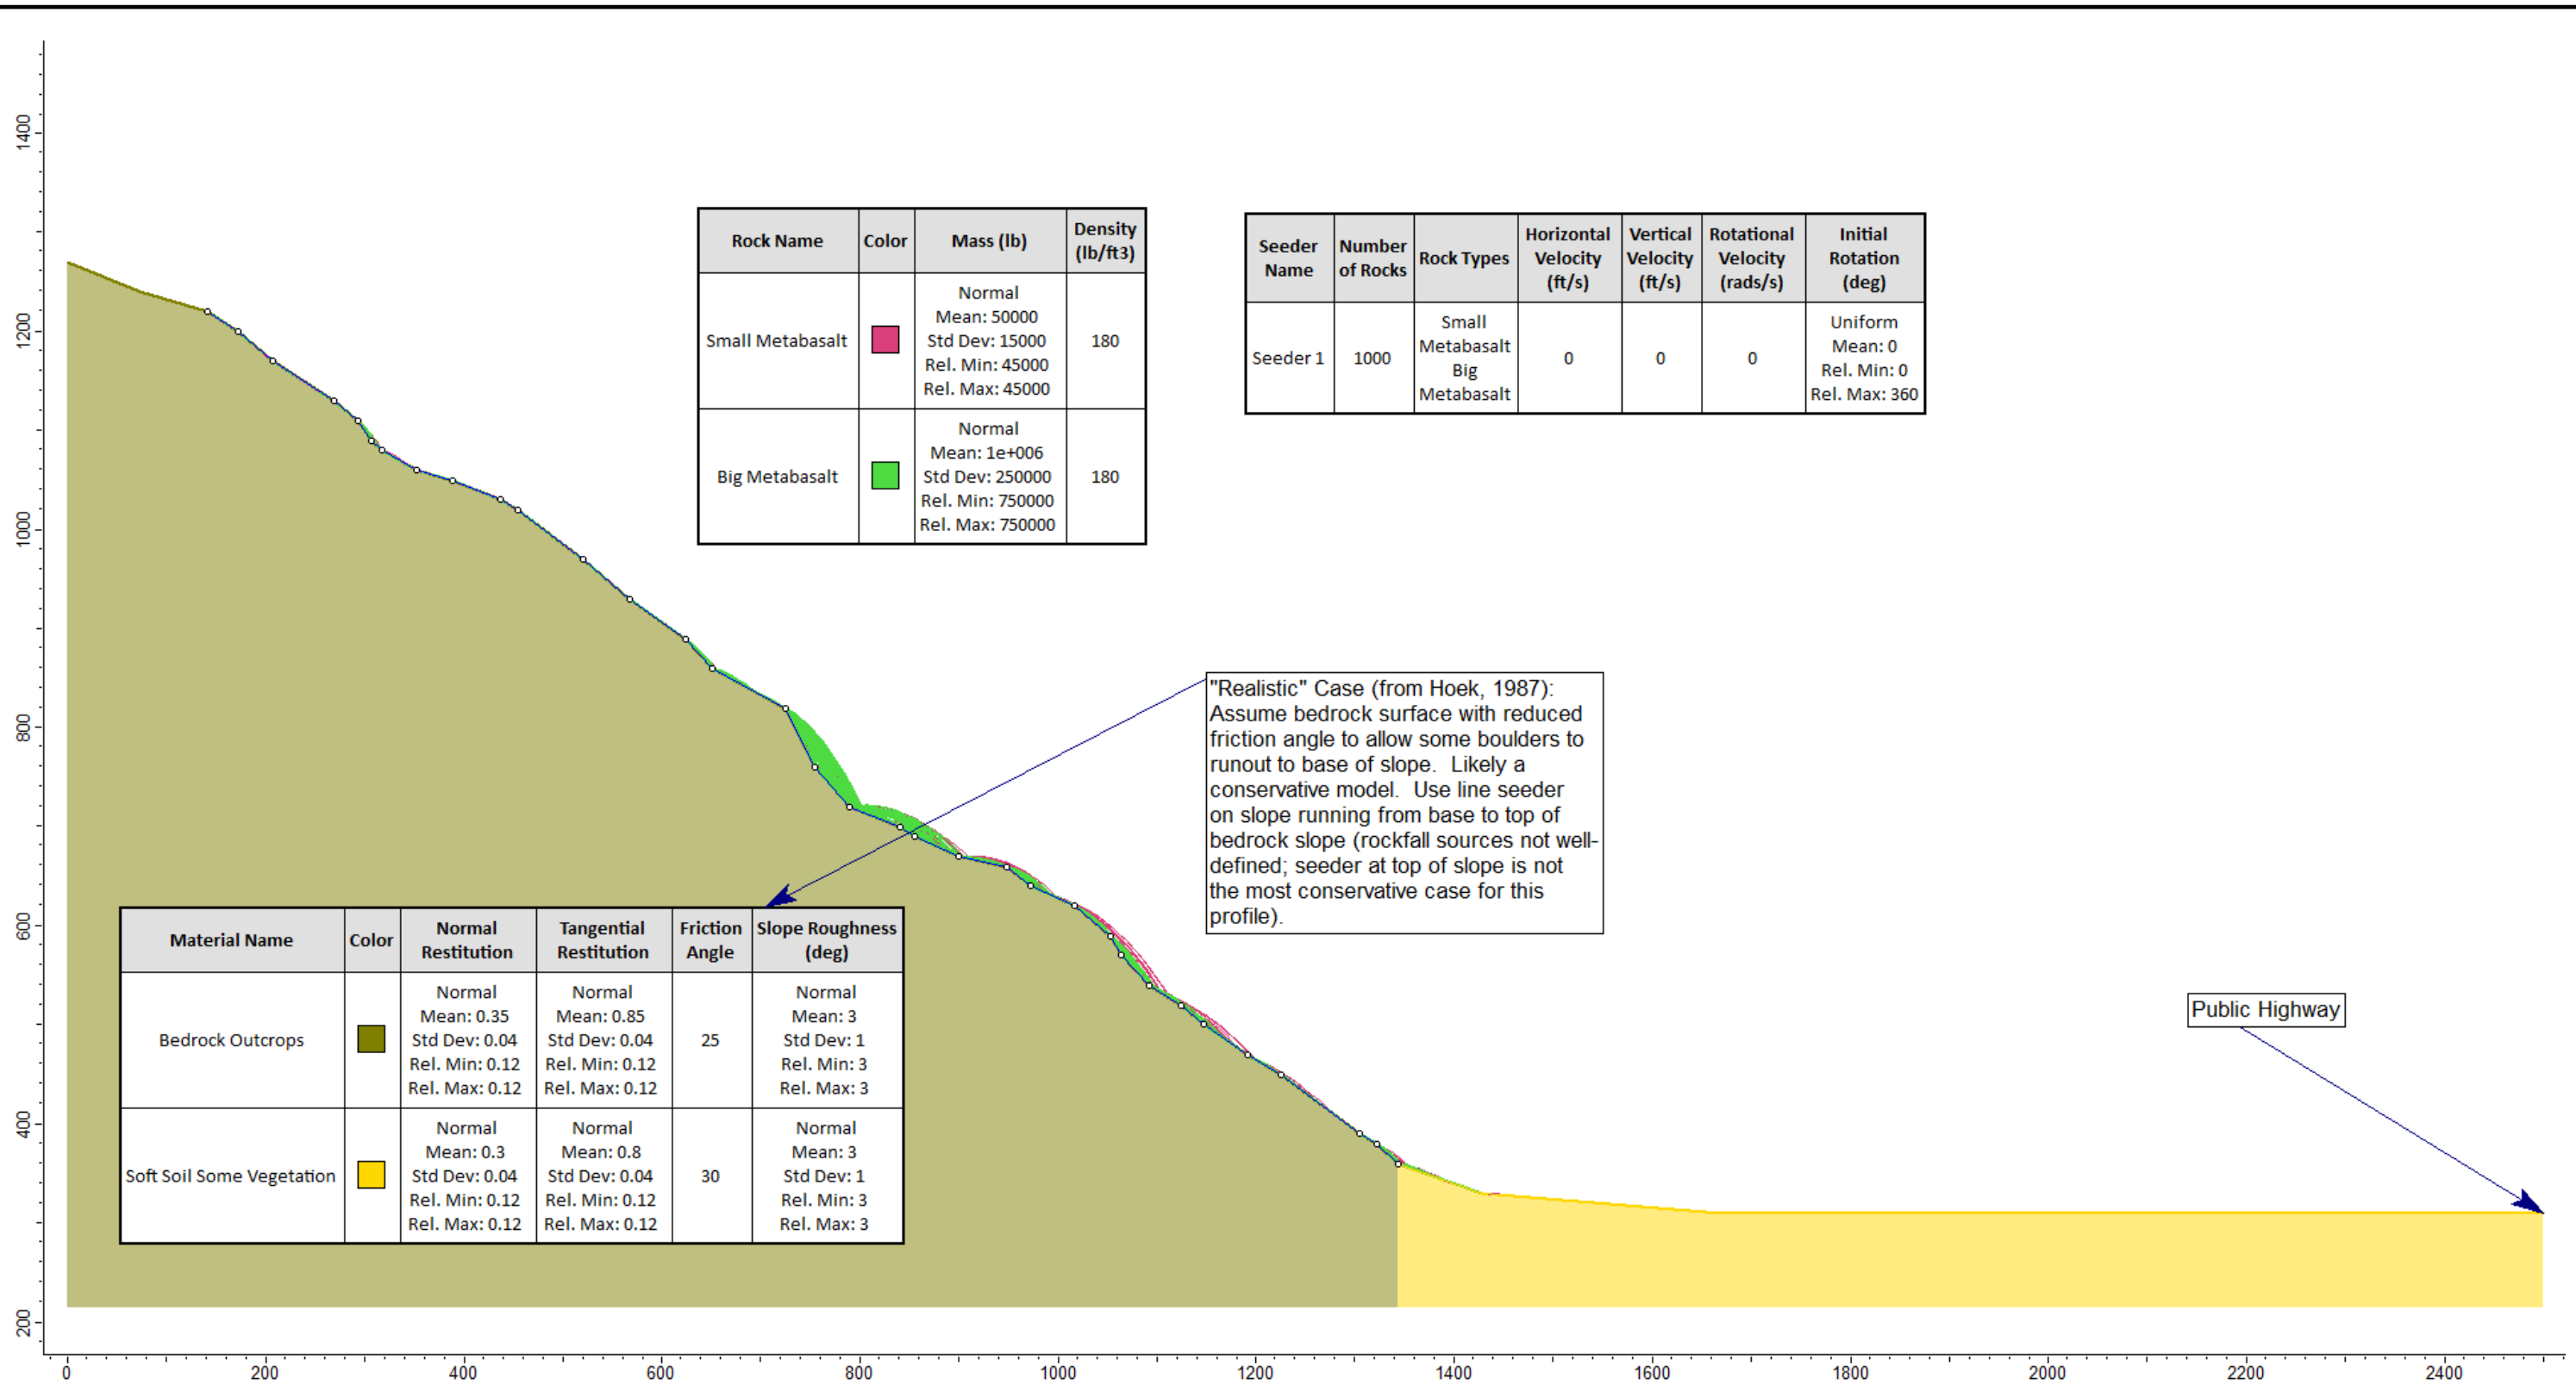 1400
1200
1000
800
600
400
200
Rock Name
Color
Mass (lb)
Density
(lb/ft3)
Small Metabasalt
Normal
Mean: 50000
Std Dev: 15000
Rel. Min: 45000
Rel. Max: 45000
180
Big Metabasalt
Normal
Mean: 1e+006
Std Dev: 250000
Rel. Min: 750000
Rel. Max: 750000
180
Seeder
Name
Number
of Rocks
Rock Types
Horizontal
Velocity
(ft/s)
Vertical
Velocity
(ft/s)
Rotational
Velocity
(rads/s)
Initial
Rotation
(deg)
Seeder 1
1000
Small
Metabasalt
Big
Metabasalt
0
0
0
Uniform
Mean: 0
Rel. Min: 0
Rel. Max: 360
"Realistic" Case (from Hoek, 1987):
Assume bedrock surface with reduced
friction angle to allow some boulders to
runout to base of slope.  Likely a
conservative model.  Use line seeder
on slope running from base to top of
bedrock slope (rockfall sources not well-
defined; seeder at top of slope is not
the most conservative case for this
profile).
Material Name
Color
Normal
Restitution
Tangential
Restitution
Friction
Angle
Slope Roughness
(deg)
Bedrock Outcrops
Normal
Mean: 0.35
Std Dev: 0.04
Rel. Min: 0.12
Rel. Max: 0.12
Normal
Mean: 0.85
Std Dev: 0.04
Rel. Min: 0.12
Rel. Max: 0.12
25
Normal
Mean: 3
Std Dev: 1
Rel. Min: 3
Rel. Max: 3
Soft Soil Some Vegetation
Normal
Mean: 0.3
Std Dev: 0.04
Rel. Min: 0.12
Rel. Max: 0.12
Normal
Mean: 0.8
Std Dev: 0.04
Rel. Min: 0.12
Rel. Max: 0.12
30
Normal
Mean: 3
Std Dev: 1
Rel. Min: 3
Rel. Max: 3
Public Highway
0
200
400
600
800
1000
1200
1400
1600
1800
2000
2200
2400